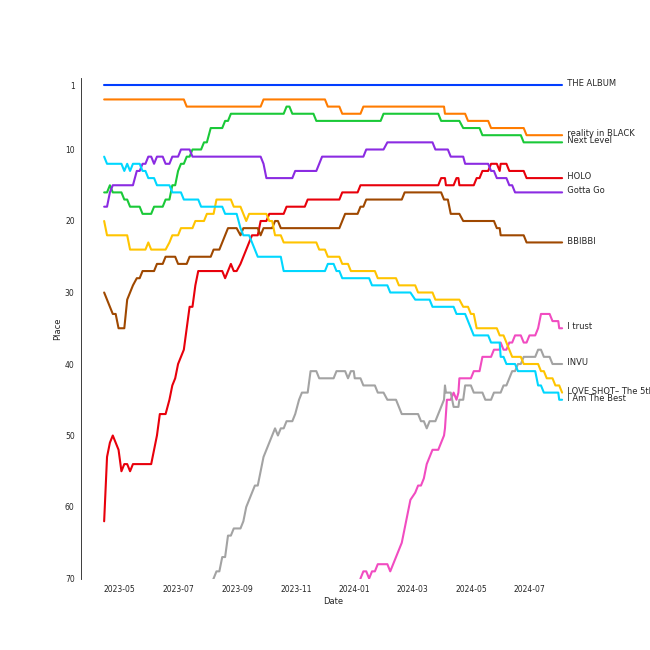 1
THE ALBUM
reality in BLACK
Next Level
10
HOLO
Gotta Go
20
BBIBBI
30
I trust
Place
40
INVU
LOVE SHOT– The 5th
I Am The Best
50
60
70
2023-05 2023-07 2023-09 2023-11 2024-01 2024-03 2024-05 2024-07
Date